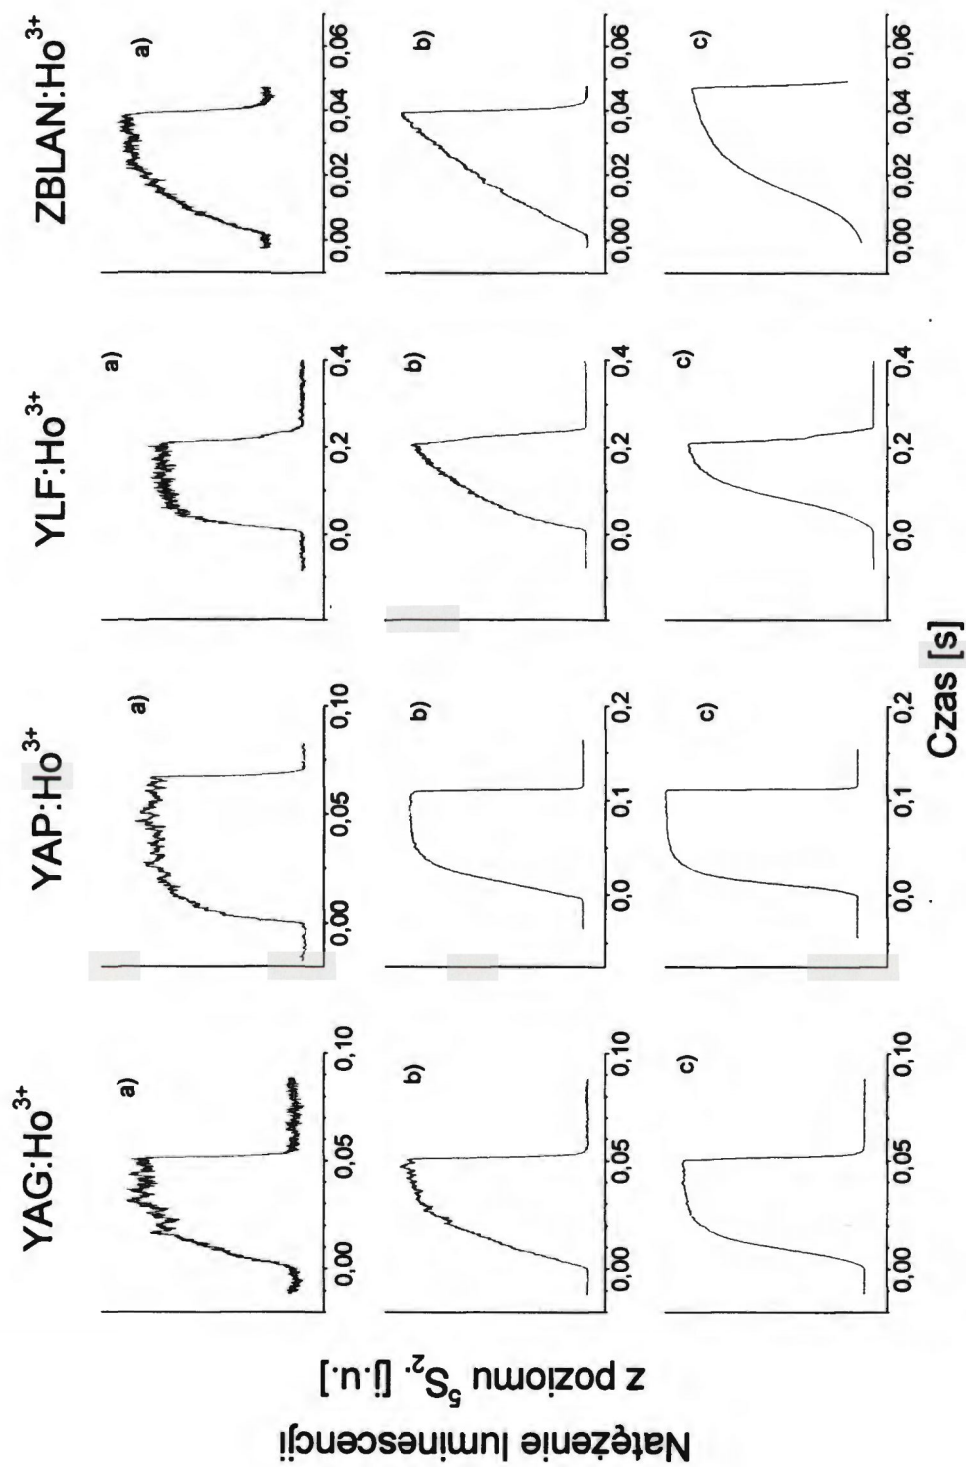 YAG:Ho3+
YAP:Ho3+
YLF:Ho3+
ZBLAN:Ho3+
Natężenie luminescencji
z poziomu 5S2. [j.u.]
a)
0,00 0,05 0,10
a)
0,00 0,05 0,10
a)
0,0 0,2 0,4
a)
0,00 0,02 0,04 0,06
b)
0,00 0,05 0,10
b)
0,0 0,1 0,2
b)
0,0 0,2 0,4
b)
0,00 0,02 0,04 0,06
c)
0,00 0,05 0,10
c)
0,0 0,1 0,2
c)
0,0 0,2 0,4
c)
0,00 0,02 0,04 0,06
Czas [s]